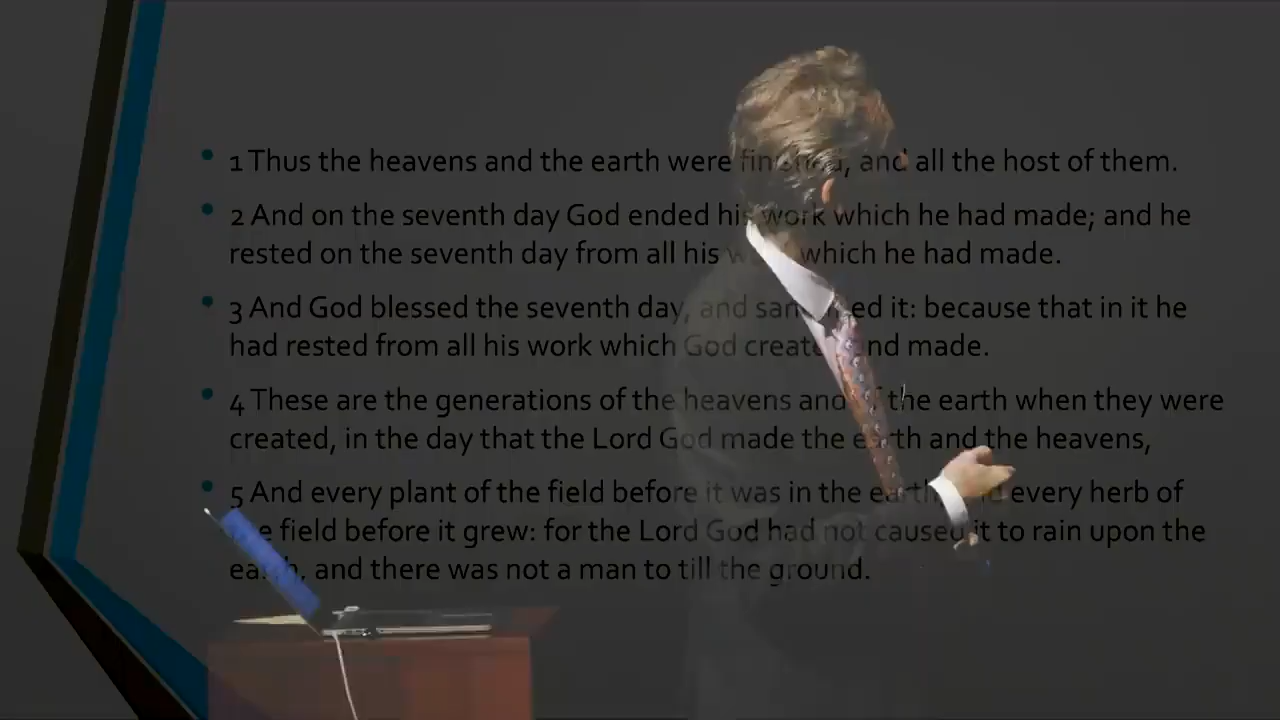 1 Thus the heavens and the earth were finished, and all the host of them.
2 And on the seventh day God ended his work which he had made; and he
rested on the seventh day from all his work which he had made.
3 And God blessed the seventh day, and sanctified it: because that in it he
had rested from all his work which God created and made.
4 These are the generations of the heavens and of the earth when they were
created, in the day that the Lord God made the earth and the heavens,
5 And every plant of the field before it was in the earth, and every herb of
the field before it grew: for the Lord God had not caused it to rain upon the
earth, and there was not a man to till the ground.